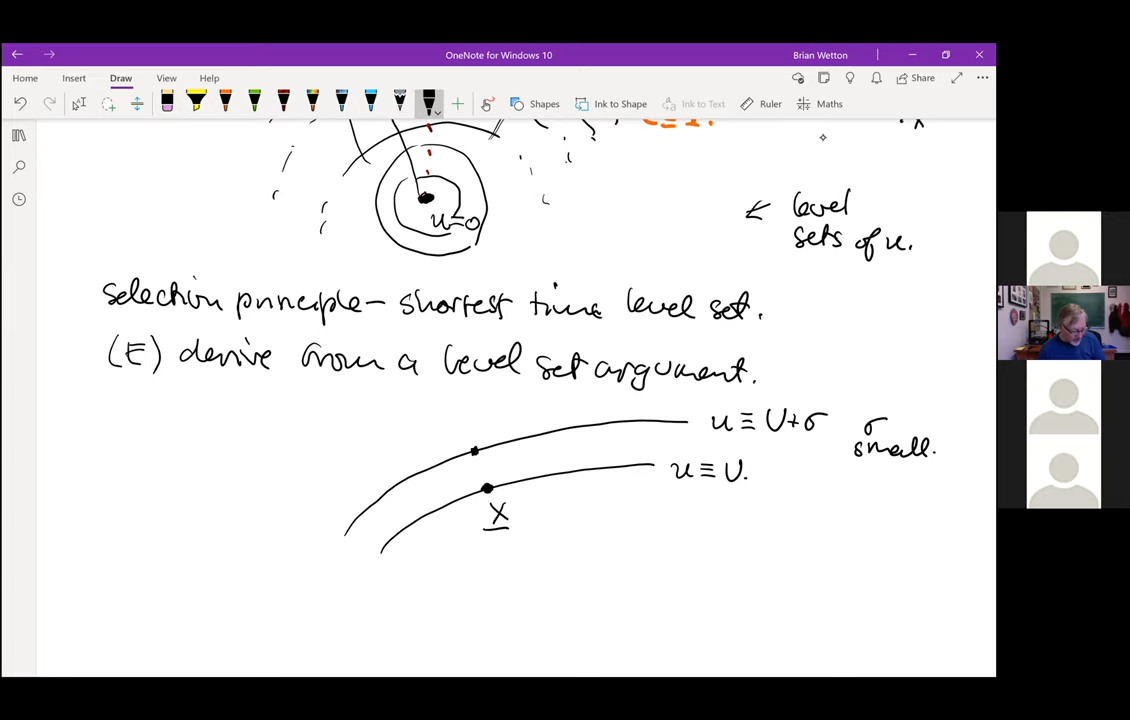 OneNote for Windows 10
Brian Wetton
Home Insert Draw View Help
Share
Shapes Ink to Shape Ink to Text Ruler Maths
x
u=0
level
sets of u.
selection principle - shortest time level set.
(E) derive from a level set argument.
u ≡ U+σ
σ
small.
u ≡ U.
X